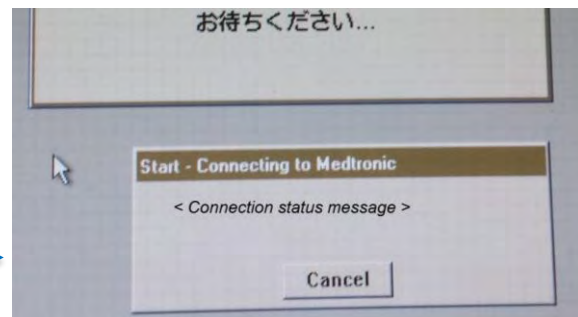 お待ちください...
Start - Connecting to Medtronic
< Connection status message >
Cancel